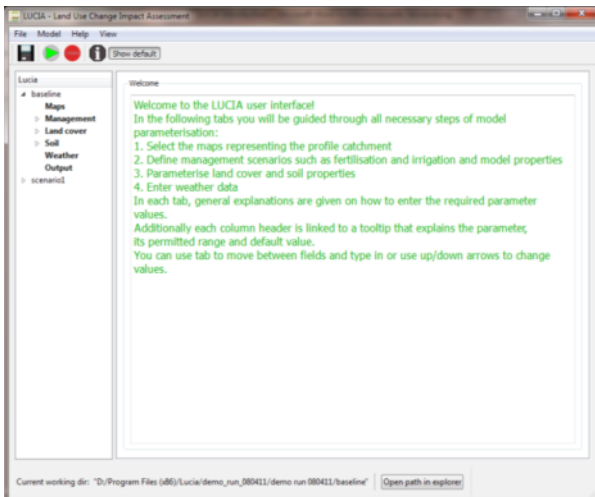 LUCIA - Land Use Change Impact Assessment
File Model Help View
Show default
Lucia
baseline
Maps
Management
Land cover
Soil
Weather
Output
scenario1
Welcome
Welcome to the LUCIA user interface!
In the following tabs you will be guided through all necessary steps of model
parameterisation:
1. Select the maps representing the profile catchment
2. Define management scenarios such as fertilisation and irrigation and model properties
3. Parameterise land cover and soil properties
4. Enter weather data
In each tab, general explanations are given on how to enter the required parameter
values.
Additionally each column header is linked to a tooltip that explains the parameter,
its permitted range and default value.
You can use tab to move between fields and type in or use up/down arrows to change
values.
Current working dir: "D:/Program Files (x86)/Lucia/demo_run_080411/demo run 080411/baseline" Open path in explorer